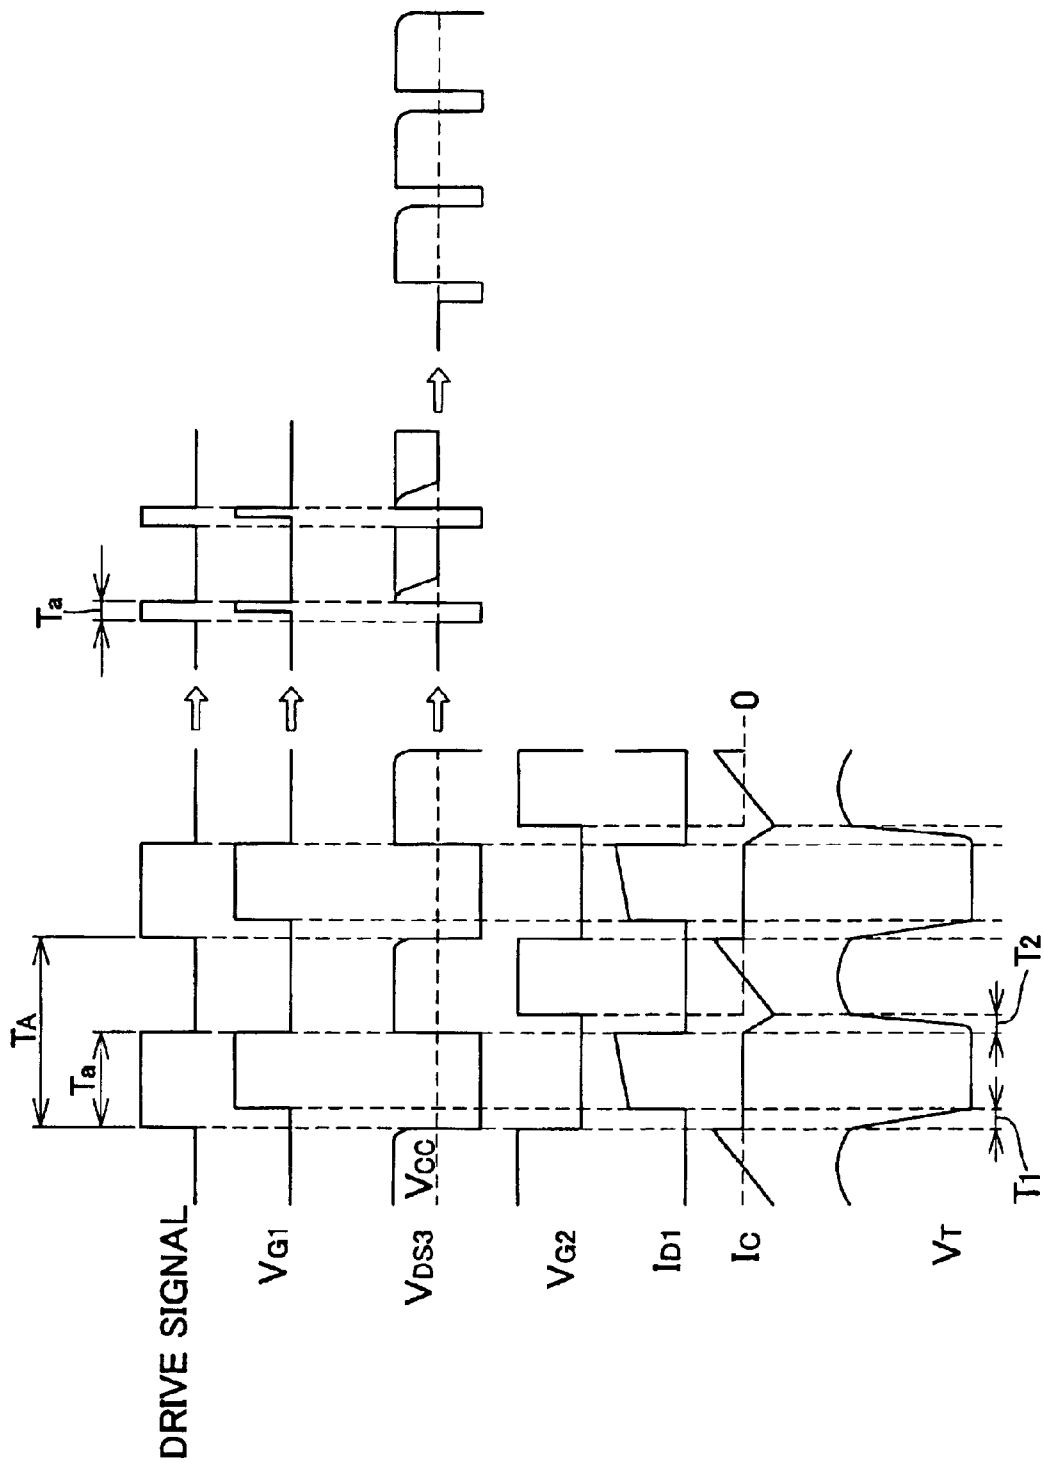 TA
Ta
Ta
DRIVE SIGNAL
VG1
VDS3
VCC
VG2
ID1
IC
0
VT
T1
T2